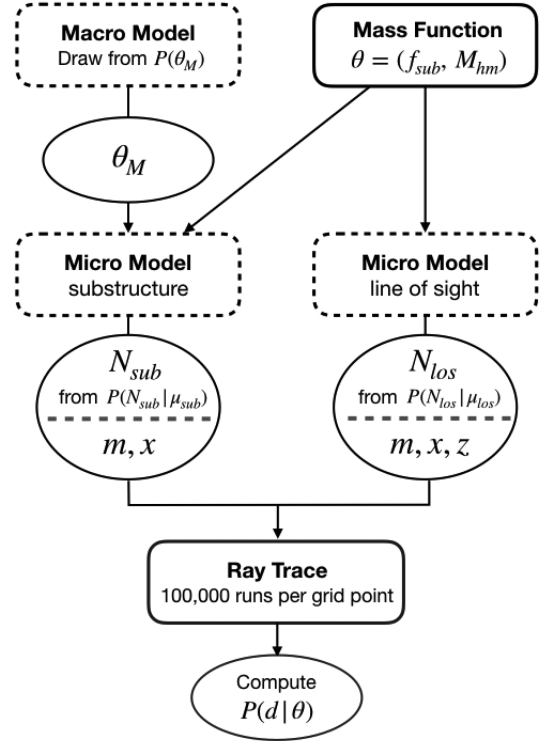 Macro Model
Draw from P(θ_M)
Mass Function
θ = (f_sub, M_hm)
θ_M
Micro Model
substructure
Micro Model
line of sight
N_sub
from P(N_sub|μ_sub)
m, x
N_los
from P(N_los|μ_los)
m, x, z
Ray Trace
100,000 runs per grid point
Compute
P(d|θ)